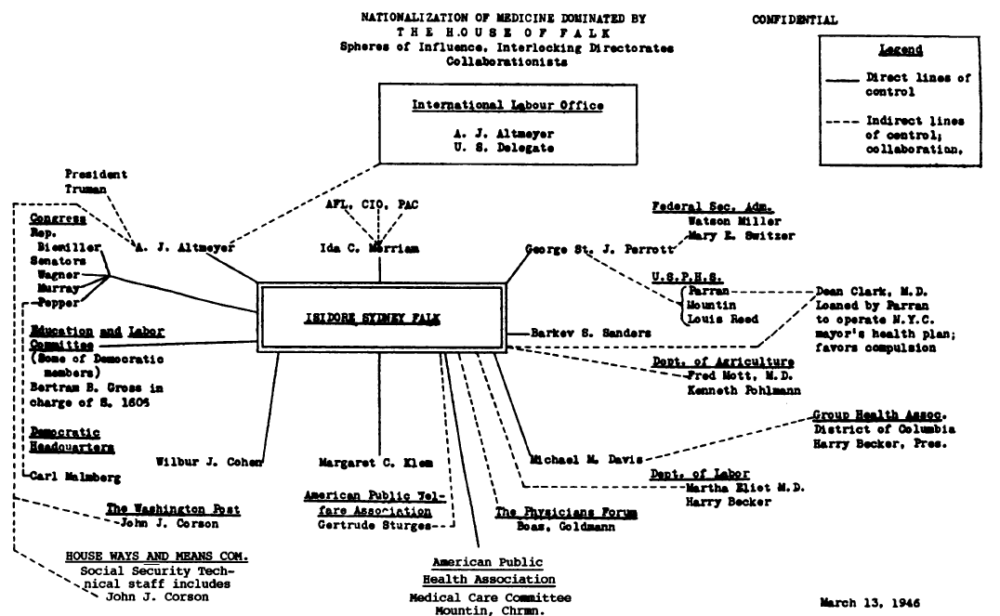 NATIONALIZATION OF MEDICINE DOMINATED BY
THE HOUSE OF FALK
Spheres of Influence, Interlocking Directorates
Collaborationists
CONFIDENTIAL
Legend
Direct lines of
control
Indirect lines
of control;
collaboration.
International Labour Office
A. J. Altmeyer
U. S. Delegate
President
Truman
AFL, CIO, PAC
Congress
Rep.
Biemiller
Senators
Wagner
Murray
Pepper
A. J. Altmeyer
Ida C. Merriam
George St. J. Perrott
Federal Sec. Adm.
Watson Miller
Mary E. Switzer
U.S.P.H.S.
Parran
Mountin
Louis Reed
Dean Clark, M.D.
Loaned by Parran
to operate N.Y.C.
mayor's health plan;
favors compulsion
ISIDORE SYDNEY FALK
Barkev S. Sanders
Education and Labor
Committee
(Some of Democratic
members)
Bertram B. Gross in
charge of S. 1605
Dept. of Agriculture
Fred Mott, M.D.
Kenneth Pohlmann
Democratic
Headquarters
Carl Malmberg
Wilbur J. Cohen
Margaret C. Klem
Michael M. Davis
Group Health Assoc.
District of Columbia
Harry Becker, Pres.
Dept. of Labor
Martha Eliet M.D.
Harry Becker
The Washington Post
John J. Corson
American Public Wel-
fare Association
Gertrude Sturges
The Physicians Forum
Boas, Goldmann
HOUSE WAYS AND MEANS COM.
Social Security Tech-
nical staff includes
John J. Corson
American Public
Health Association
Medical Care Committee
Mountin, Chrmn.
March 13, 1946